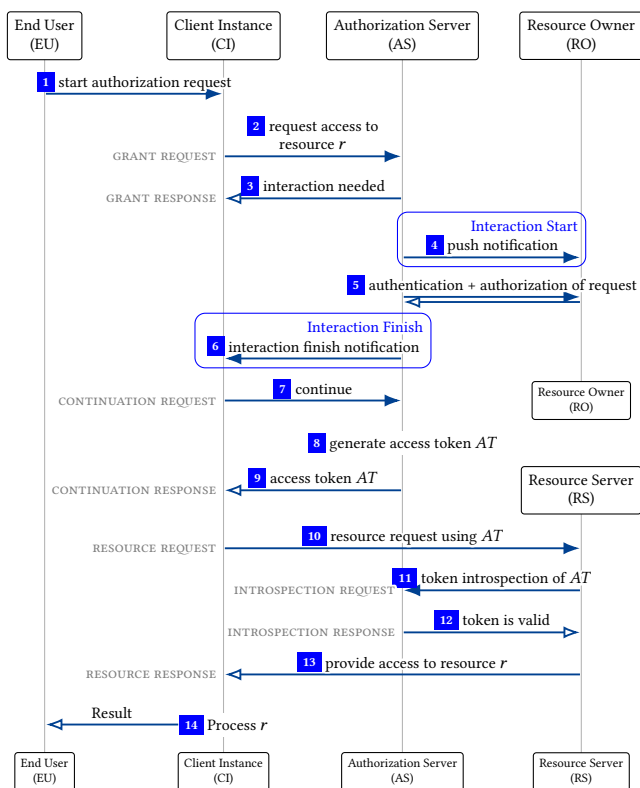 End User
(EU)
Client Instance
(CI)
Authorization Server
(AS)
Resource Owner
(RO)
1 start authorization request
2 request access to
resource r
GRANT REQUEST
3 interaction needed
GRANT RESPONSE
Interaction Start
4 push notification
5 authentication + authorization of request
Interaction Finish
6 interaction finish notification
7 continue
CONTINUATION REQUEST
Resource Owner
(RO)
8 generate access token AT
9 access token AT
CONTINUATION RESPONSE
Resource Server
(RS)
10 resource request using AT
RESOURCE REQUEST
11 token introspection of AT
INTROSPECTION REQUEST
12 token is valid
INTROSPECTION RESPONSE
13 provide access to resource r
RESOURCE RESPONSE
Result
14 Process r
End User
(EU)
Client Instance
(CI)
Authorization Server
(AS)
Resource Server
(RS)